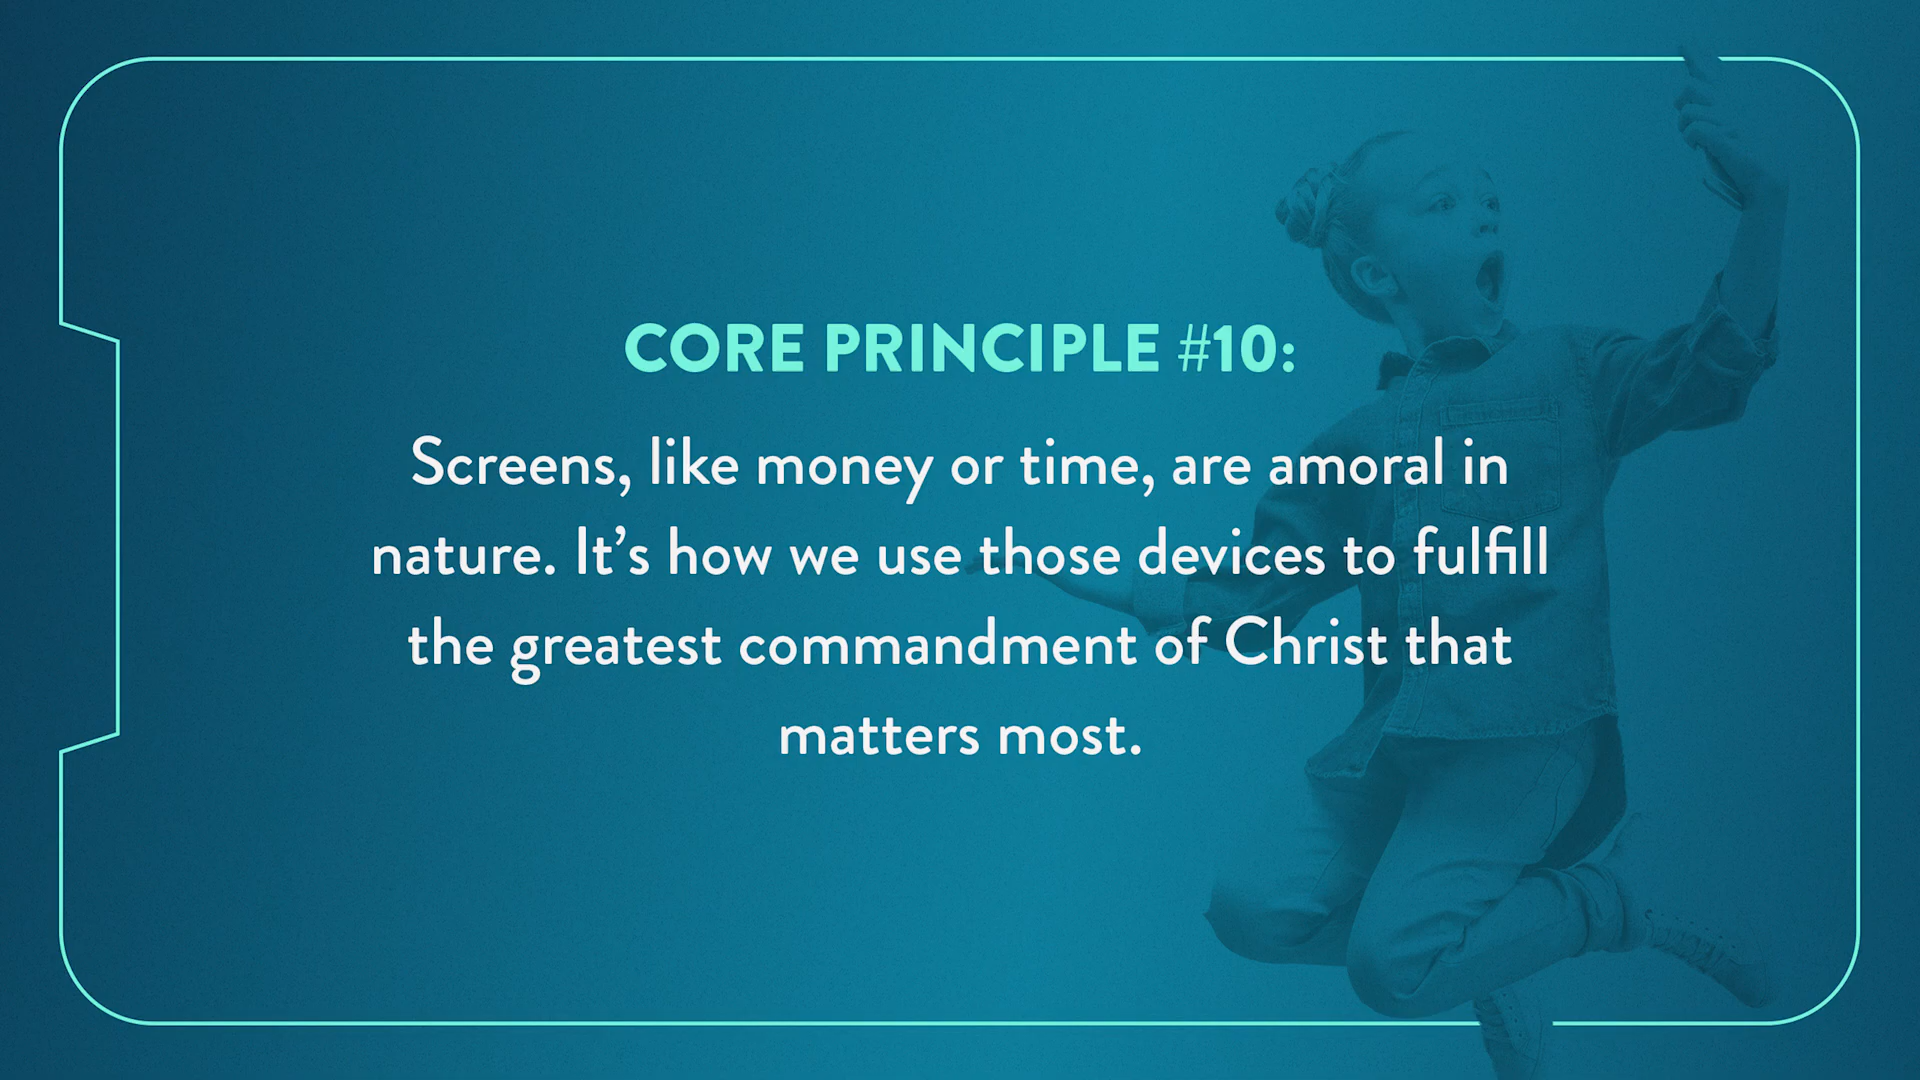 CORE PRINCIPLE #10:
Screens, like money or time, are amoral in
nature. It’s how we use those devices to fulfill
the greatest commandment of Christ that
matters most.